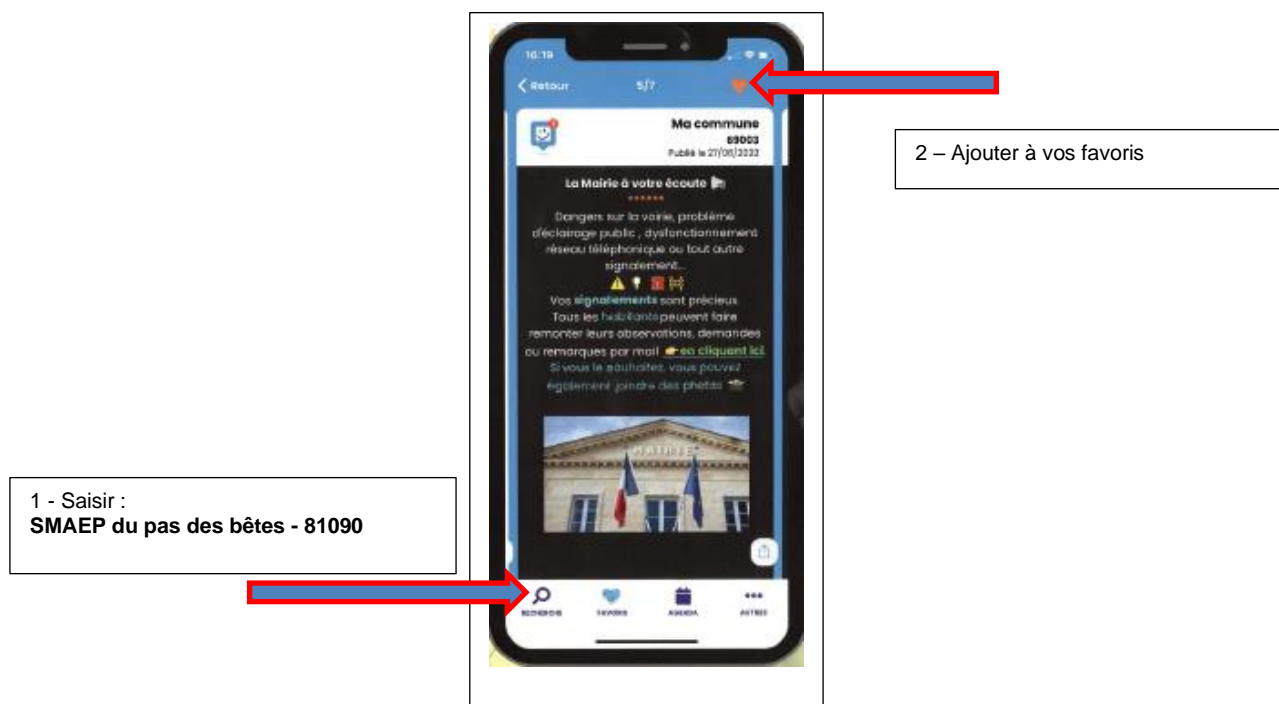 16:19
Retour
5/7
Ma commune
69003
Publié le 27/06/2022
2 – Ajouter à vos favoris
La Mairie à votre écoute
Dangers sur la voirie, problème
d'éclairage public , dysfonctionnement
réseau téléphonique ou tout autre
signalement...
Vos signalements sont précieux
Tous les habitants peuvent faire
remonter leurs observations, demandes
ou remarques par mail en cliquant ici
Si vous le souhaitez, vous pouvez
également joindre des photos
MAIRIE
1 - Saisir :
SMAEP du pas des bêtes - 81090
RECHERCHE
FAVORIS
AGENDA
AUTRES